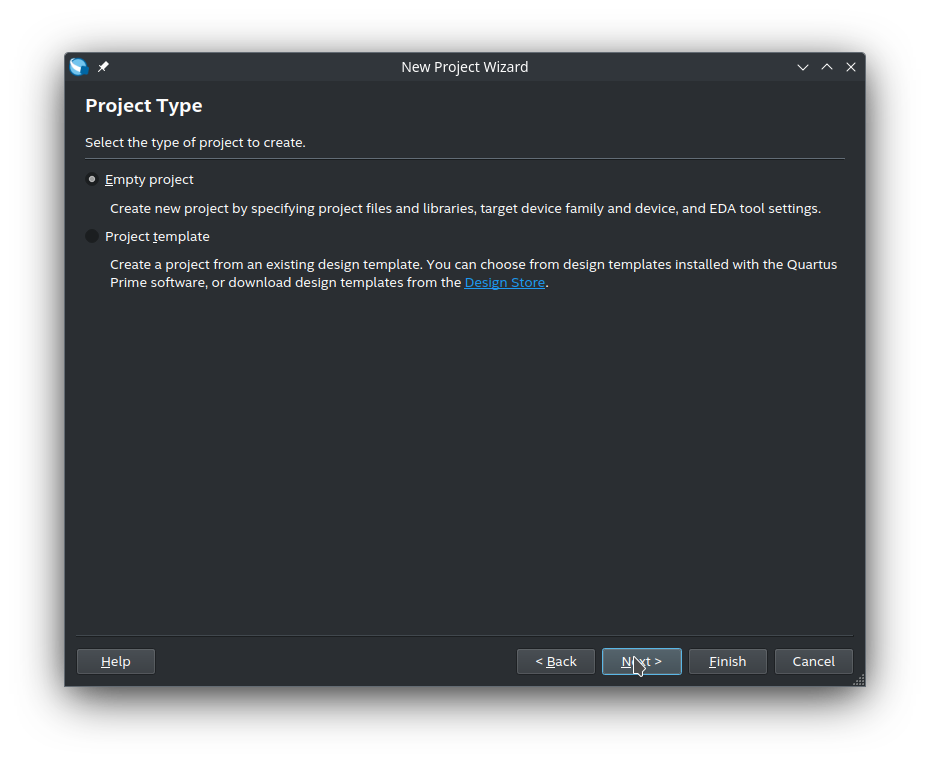 New Project Wizard
Project Type
Select the type of project to create.
Empty project
Create new project by specifying project files and libraries, target device family and device, and EDA tool settings.
Project template
Create a project from an existing design template. You can choose from design templates installed with the Quartus
Prime software, or download design templates from the Design Store.
Help
< Back
Next >
Finish
Cancel